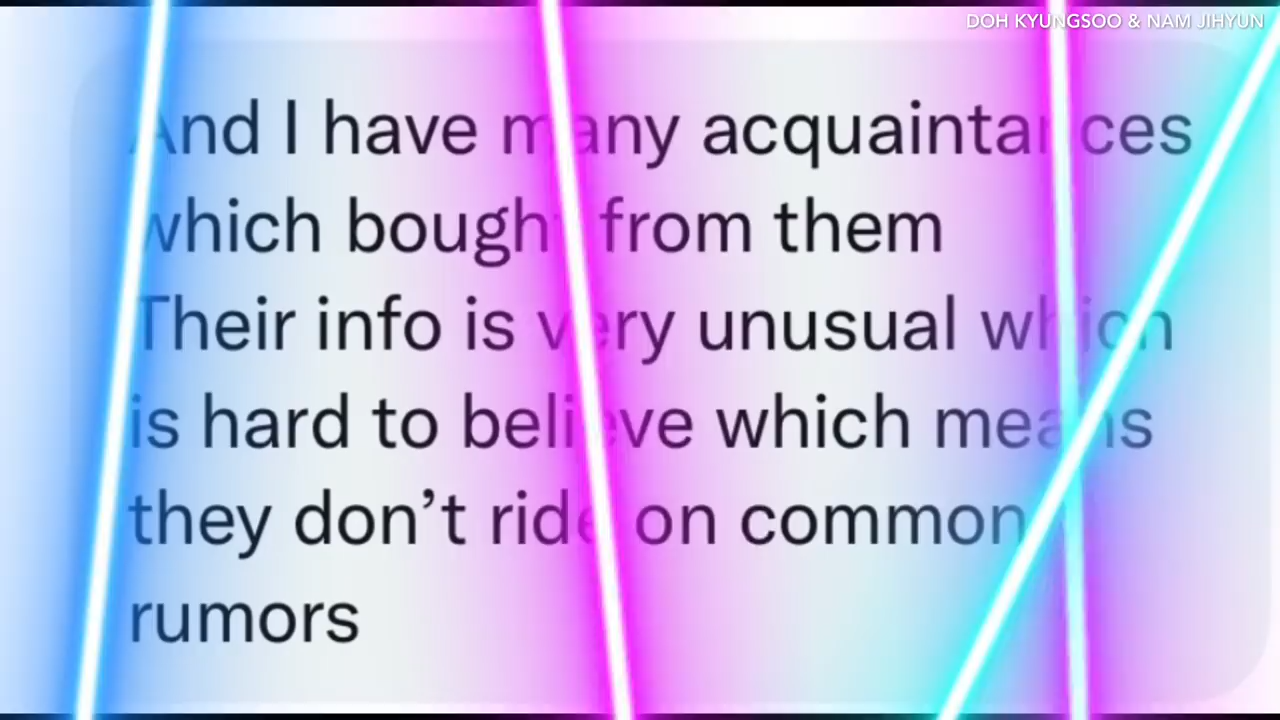 DOH KYUNGSOO & NAM JIHYUN
And I have many acquaintances
which bought from them
Their info is very unusual which
is hard to believe which means
they don’t ride on common
rumors